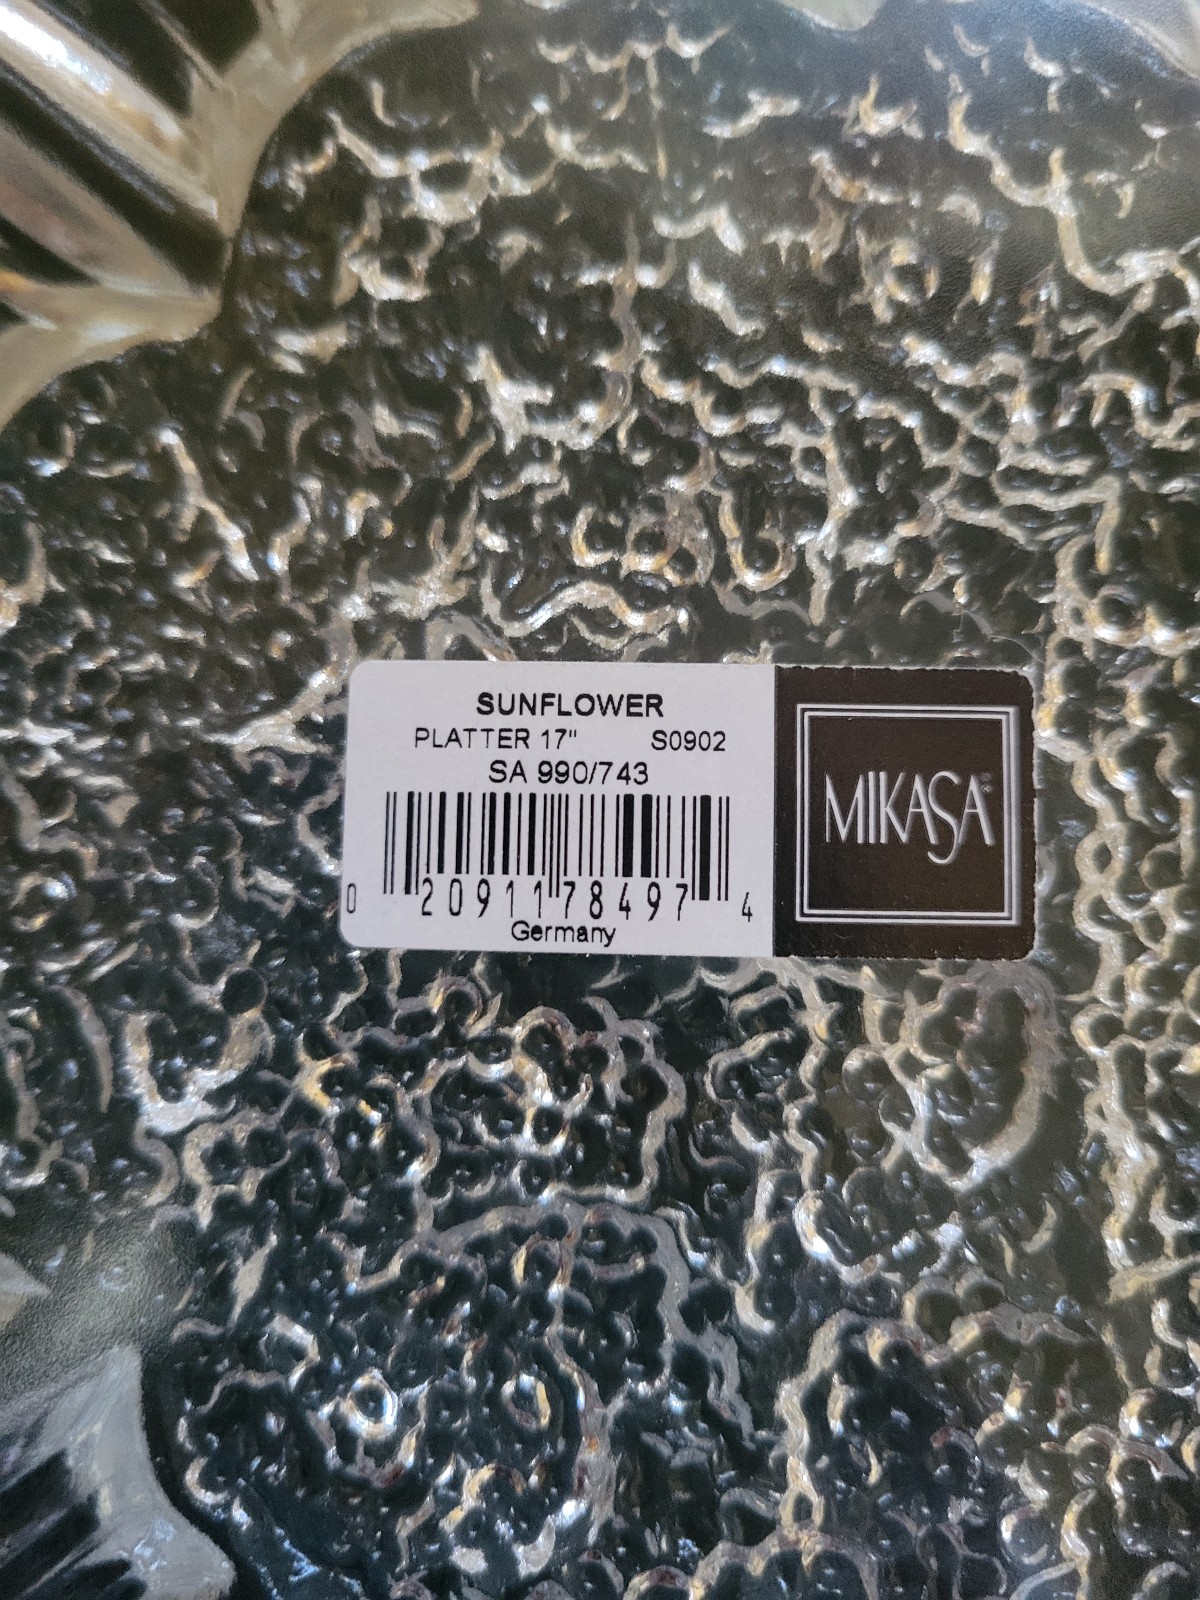 SUNFLOWER
PLATTER 17" S0902
SA 990/743
0 20911 78497 4
Germany
MIKASA